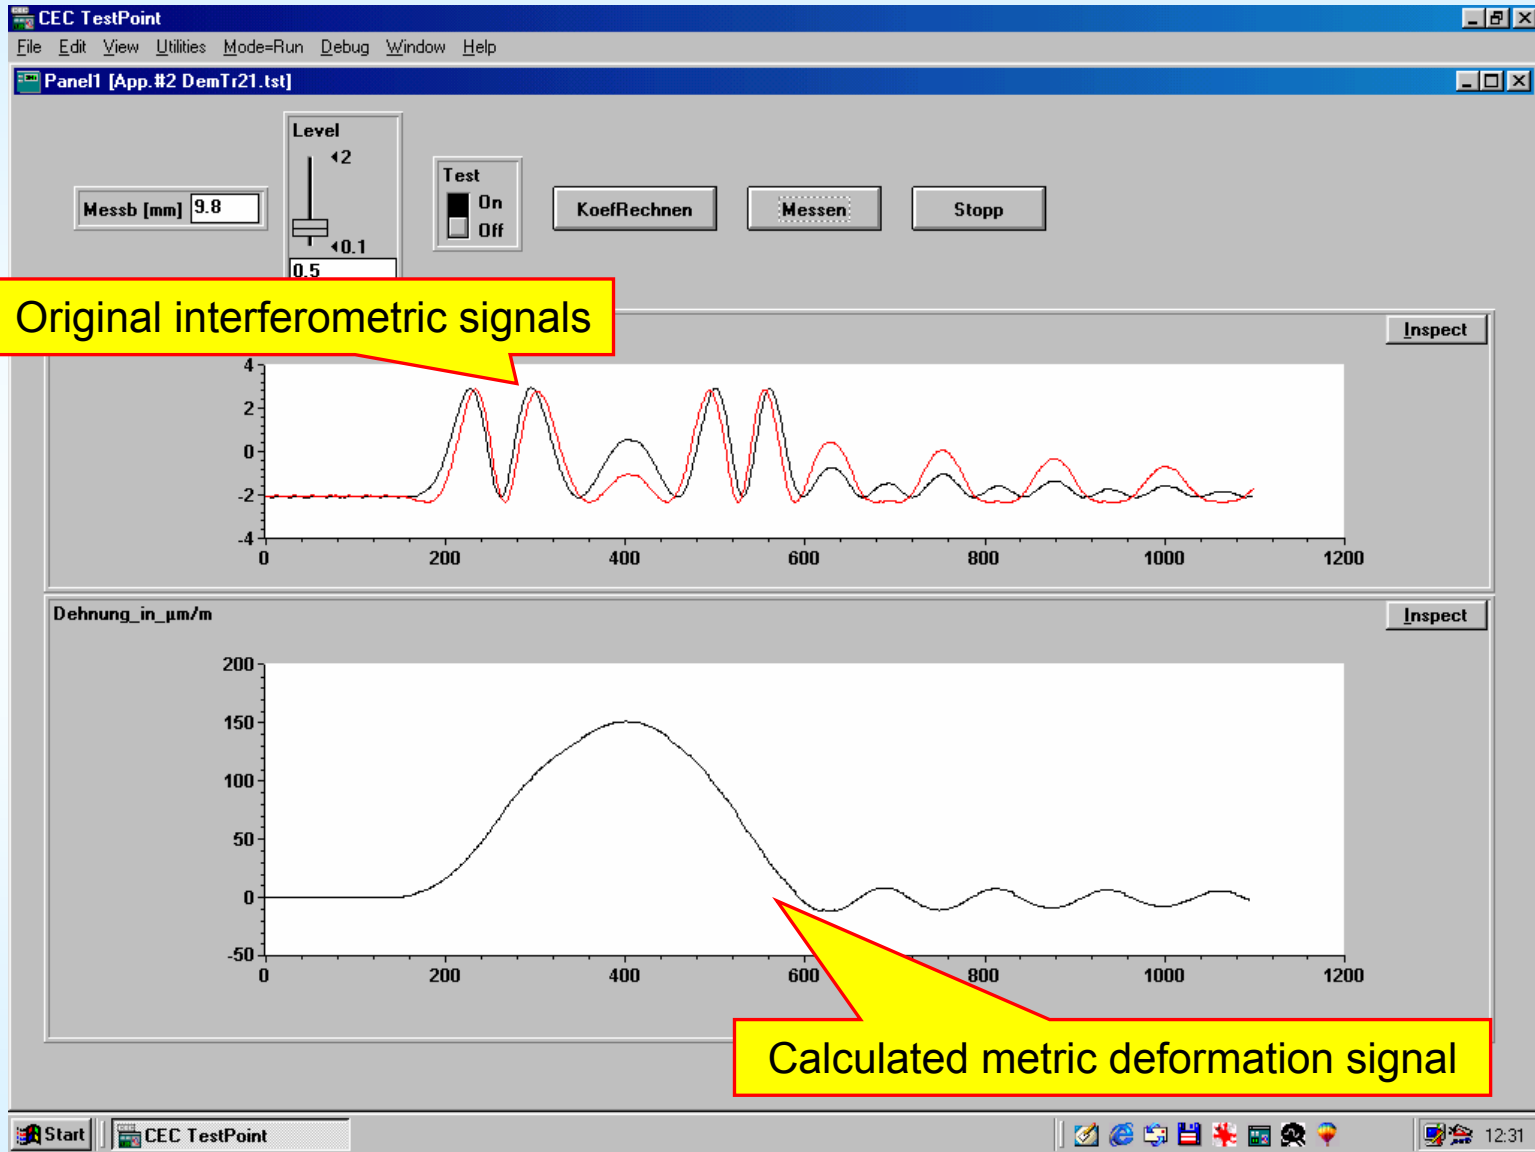 CEC TestPoint
File Edit View Utilities Mode=Run Debug Window Help
Panel1 [App.#2 DemTr21.tst]
Level
2
0.1
0.5
Messb [mm] 9.8
Test
On
Off
KoefRechnen
Messen
Stopp
Original interferometric signals
Inspect
4
2
0
-2
-4
0 200 400 600 800 1000 1200
Dehnung_in_µm/m
Inspect
200
150
100
50
0
-50
0 200 400 600 800 1000 1200
Calculated metric deformation signal
Start CEC TestPoint 12:31